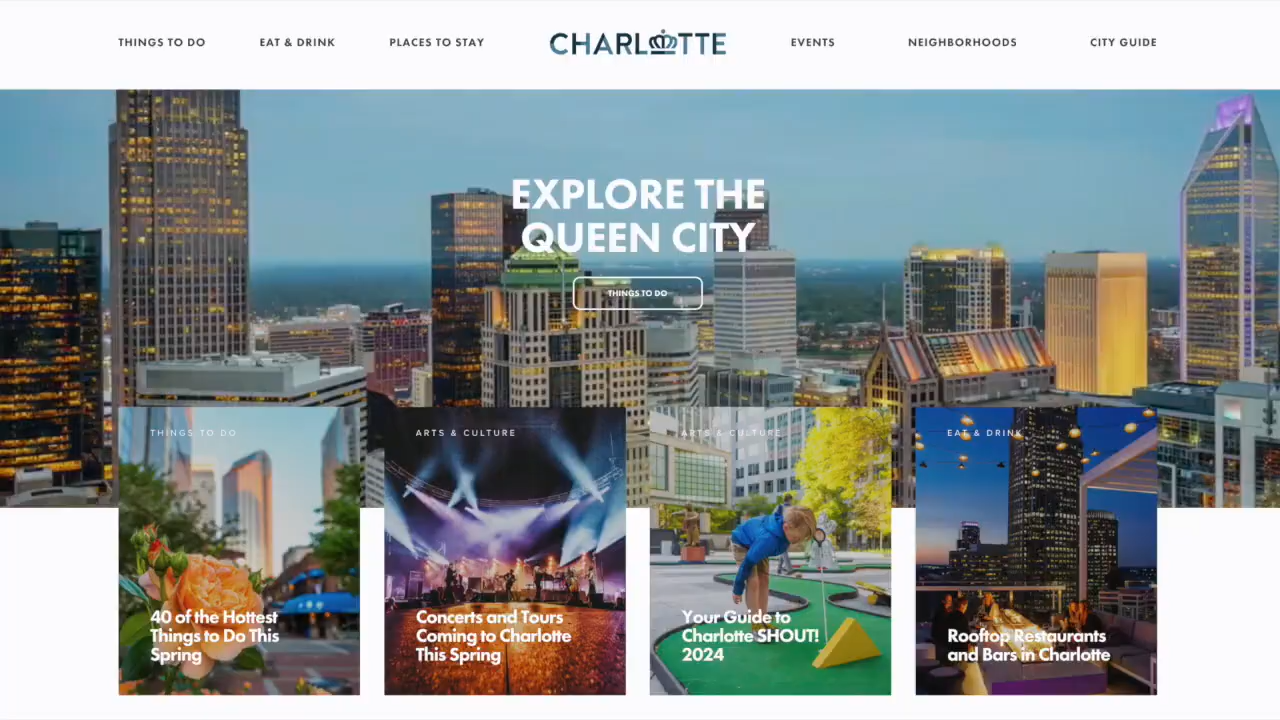 THINGS TO DO
EAT & DRINK
PLACES TO STAY
CHARLOTTE
EVENTS
NEIGHBORHOODS
CITY GUIDE
EXPLORE THE
QUEEN CITY
THINGS TO DO
THINGS TO DO
40 of the Hottest
Things to Do This
Spring
ARTS & CULTURE
Concerts and Tours
Coming to Charlotte
This Spring
ARTS & CULTURE
Your Guide to
Charlotte SHOUT!
2024
EAT & DRINK
Rooftop Restaurants
and Bars in Charlotte